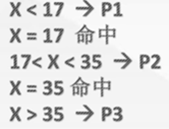 X < 17 → P1
X = 17 命中
17< X < 35 → P2
X = 35 命中
X > 35 → P3